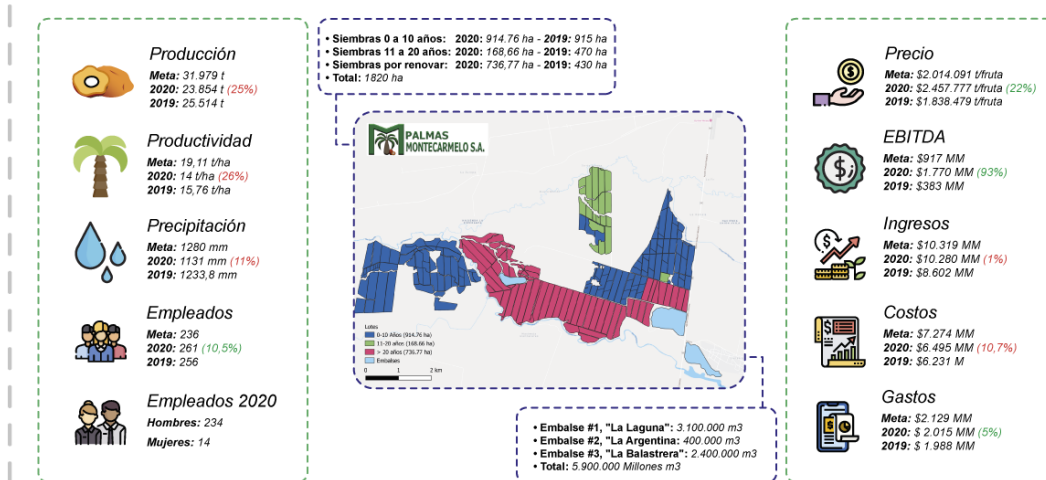 Producción
Meta: 31.979 t
2020: 23.854 t (25%)
2019: 25.514 t
Productividad
Meta: 19,11 t/ha
2020: 14 t/ha (26%)
2019: 15,76 t/ha
Precipitación
Meta: 1280 mm
2020: 1131 mm (11%)
2019: 1233,8 mm
Empleados
Meta: 236
2020: 261 (10,5%)
2019: 256
Empleados 2020
Hombres: 234
Mujeres: 14
• Siembras 0 a 10 años: 2020: 914.76 ha - 2019: 915 ha
• Siembras 11 a 20 años: 2020: 168,66 ha - 2019: 470 ha
• Siembras por renovar: 2020: 736,77 ha - 2019: 430 ha
• Total: 1820 ha
PALMAS
MONTECARMELO S.A.
Lotes
0-10 Años (914.76 ha)
11-20 años (168.66 ha)
> 20 años (736.77 ha)
Embalses
0 1 2 km
• Embalse #1, "La Laguna": 3.100.000 m3
• Embalse #2, "La Argentina": 400.000 m3
• Embalse #3, "La Balastrera": 2.400.000 m3
• Total: 5.900.000 Millones m3
Precio
Meta: $2.014.091 t/fruta
2020: $2.457.777 t/fruta (22%)
2019: $1.838.479 t/fruta
EBITDA
Meta: $917 MM
2020: $1.770 MM (93%)
2019: $383 MM
Ingresos
Meta: $10.319 MM
2020: $10.280 MM (1%)
2019: $8.602 MM
Costos
Meta: $7.274 MM
2020: $6.495 MM (10,7%)
2019: $6.231 M
Gastos
Meta: $2.129 MM
2020: $ 2.015 MM (5%)
2019: $ 1.988 MM